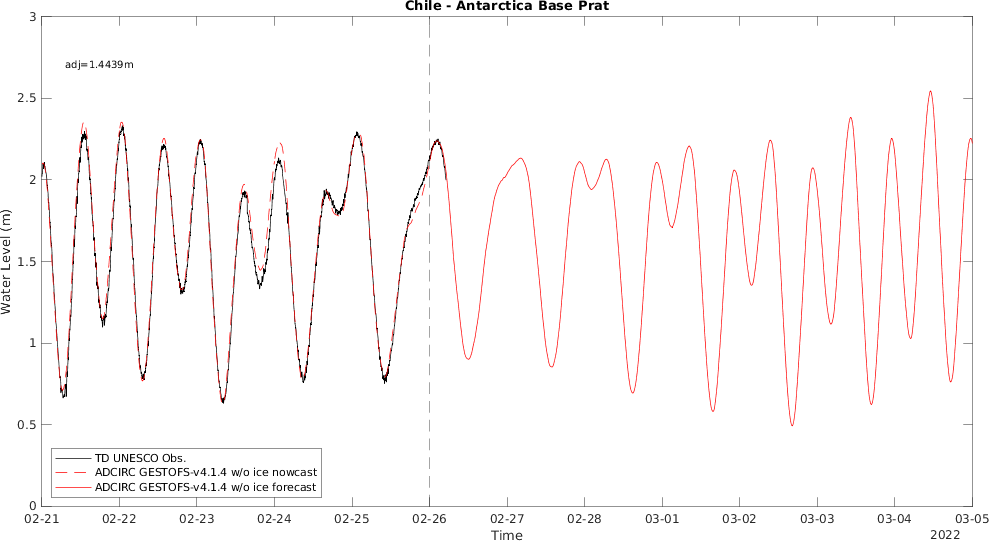 Chile - Antarctica Base Prat
3
adj=1.4439m
2.5
2
1.5
1
0.5
0
Water Level (m)
TD UNESCO Obs.
ADCIRC GESTOFS-v4.1.4 w/o ice nowcast
ADCIRC GESTOFS-v4.1.4 w/o ice forecast
02-21 02-22 02-23 02-24 02-25 02-26 02-27 02-28 03-01 03-02 03-03 03-04 03-05
Time
2022